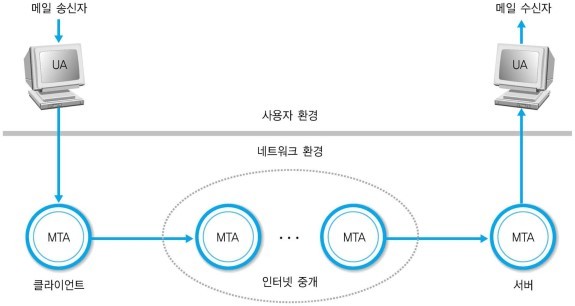 메일 송신자
메일 수신자
UA
UA
사용자 환경
네트워크 환경
MTA
MTA
...
MTA
MTA
클라이언트
인터넷 중개
서버